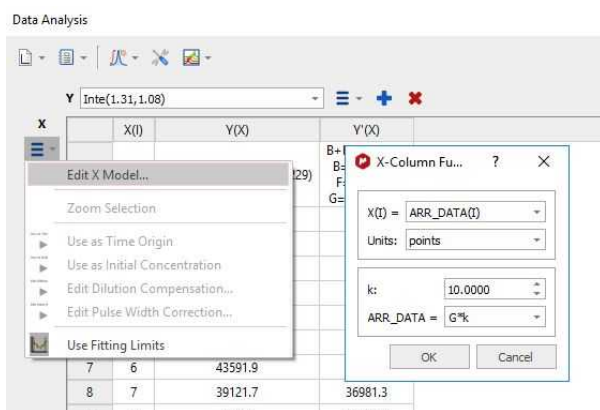 Data Analysis
Y Inte(1.31,1.08)
X
X(I) Y(X) Y'(X)
29)
B+
B=
F=
G=
Edit X Model...
Zoom Selection
Use as Time Origin
Use as Initial Concentration
Edit Dilution Compensation...
Edit Pulse Width Correction...
Use Fitting Limits
X-Column Fu... ? X
X(I) = ARR_DATA(I)
Units: points
k: 10.0000
ARR_DATA = G*k
OK Cancel
7 6 43591.9
8 7 39121.7 36981.3